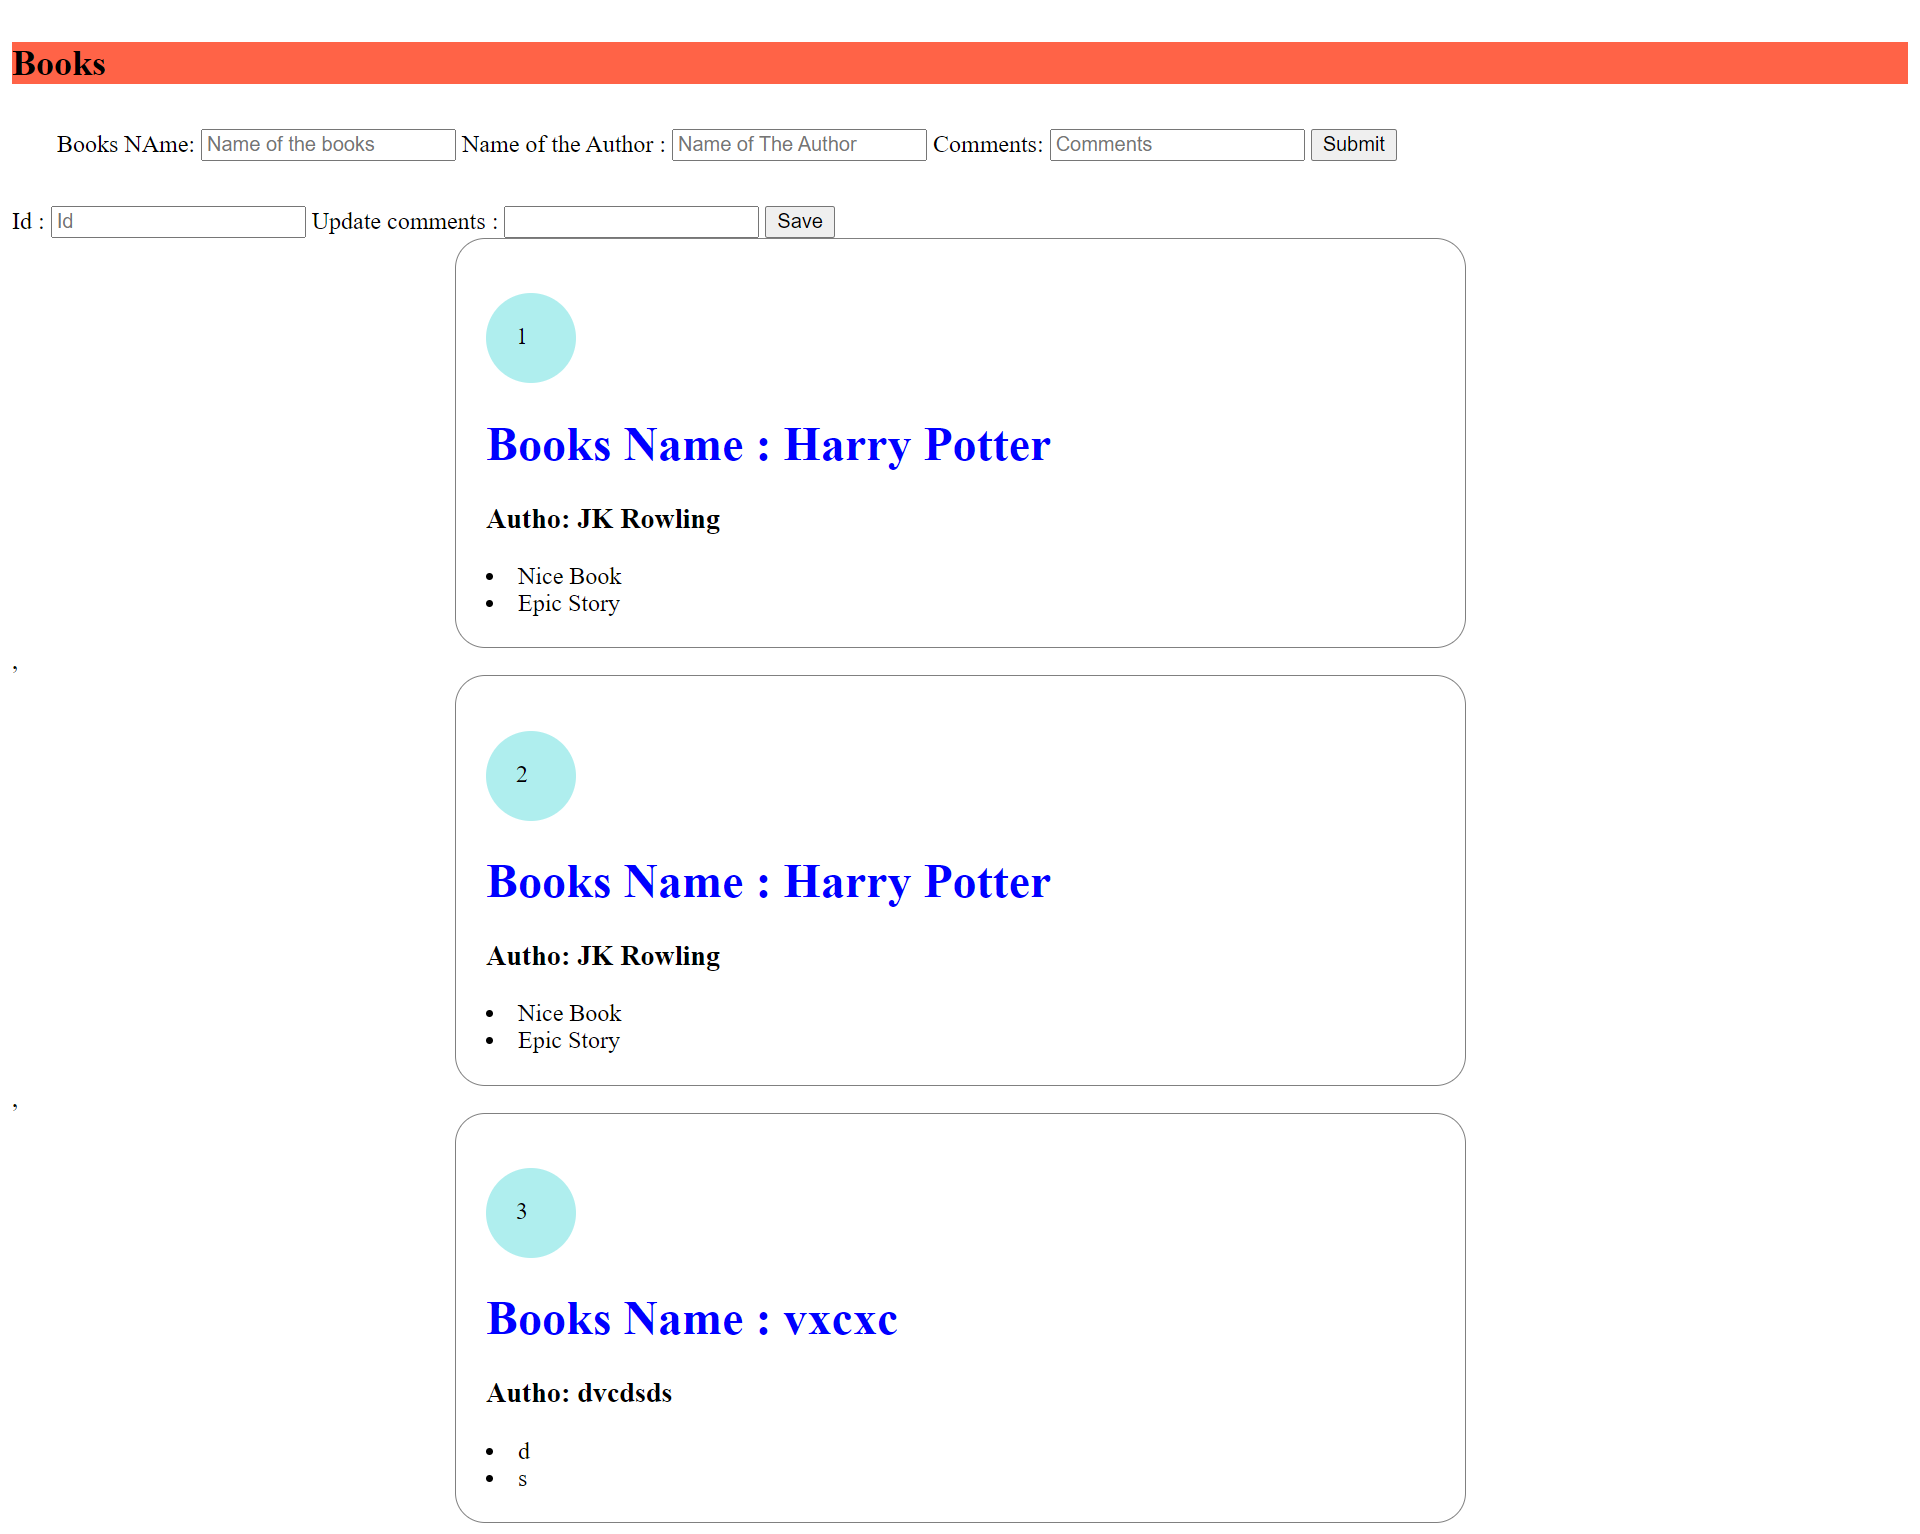 Books
Books NAme: Name of the books Name of the Author : Name of The Author Comments: Comments Submit
Id : Id Update comments : Save
1
Books Name : Harry Potter
Autho: JK Rowling
• Nice Book
• Epic Story
,
2
Books Name : Harry Potter
Autho: JK Rowling
• Nice Book
• Epic Story
,
3
Books Name : vxcxc
Autho: dvcdsds
• d
• s